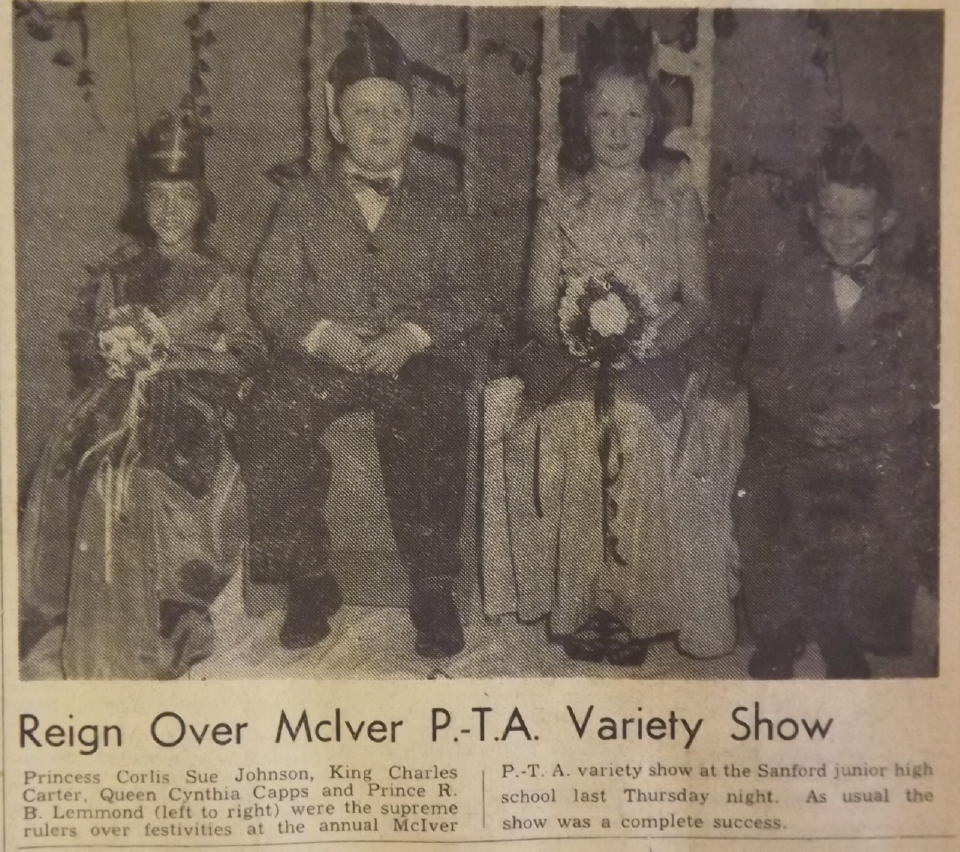 Reign Over McIver P.-T.A. Variety Show
Princess Corlis Sue Johnson, King Charles
Carter, Queen Cynthia Capps and Prince R.
B. Lemmond (left to right) were the supreme
rulers over festivities at the annual McIver
P.-T. A. variety show at the Sanford junior high
school last Thursday night. As usual the
show was a complete success.